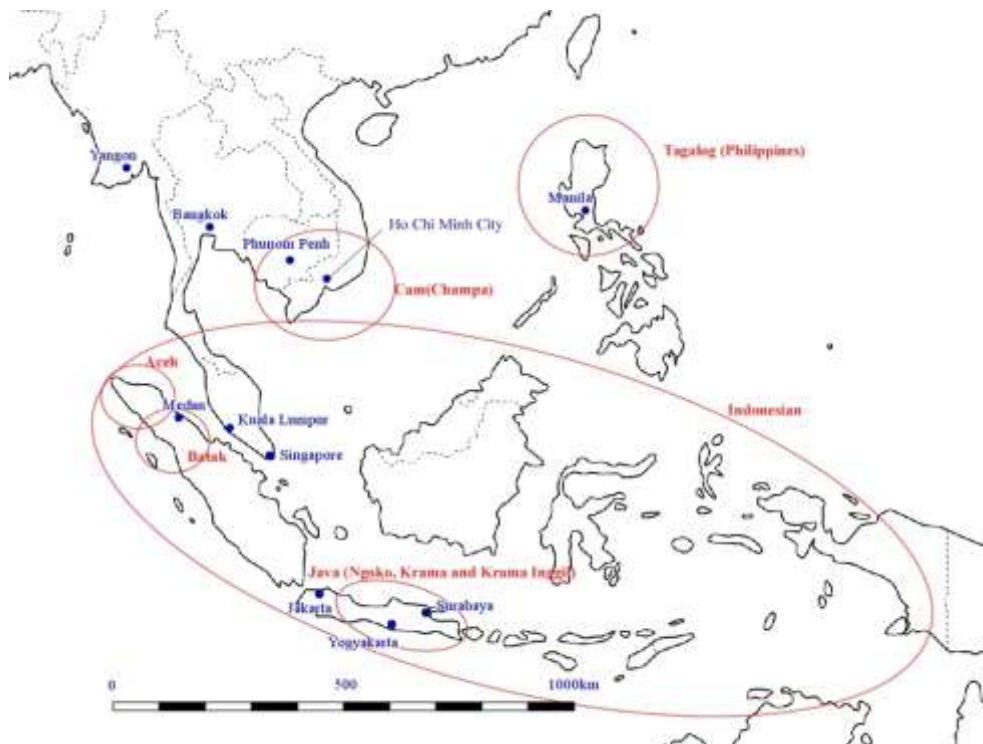 Tagalog (Philippines)
Yangon
Manila
Bangkok
Ho Chi Minh City
Phunom Penh
Cam(Champa)
Aceh
Medan
Indonesian
Kuala Lumpur
Batak
Singapore
Java (Ngoko, Krama and Krama Inggil)
Jakarta
Surabaya
Yogyakarta
0 500 1000km